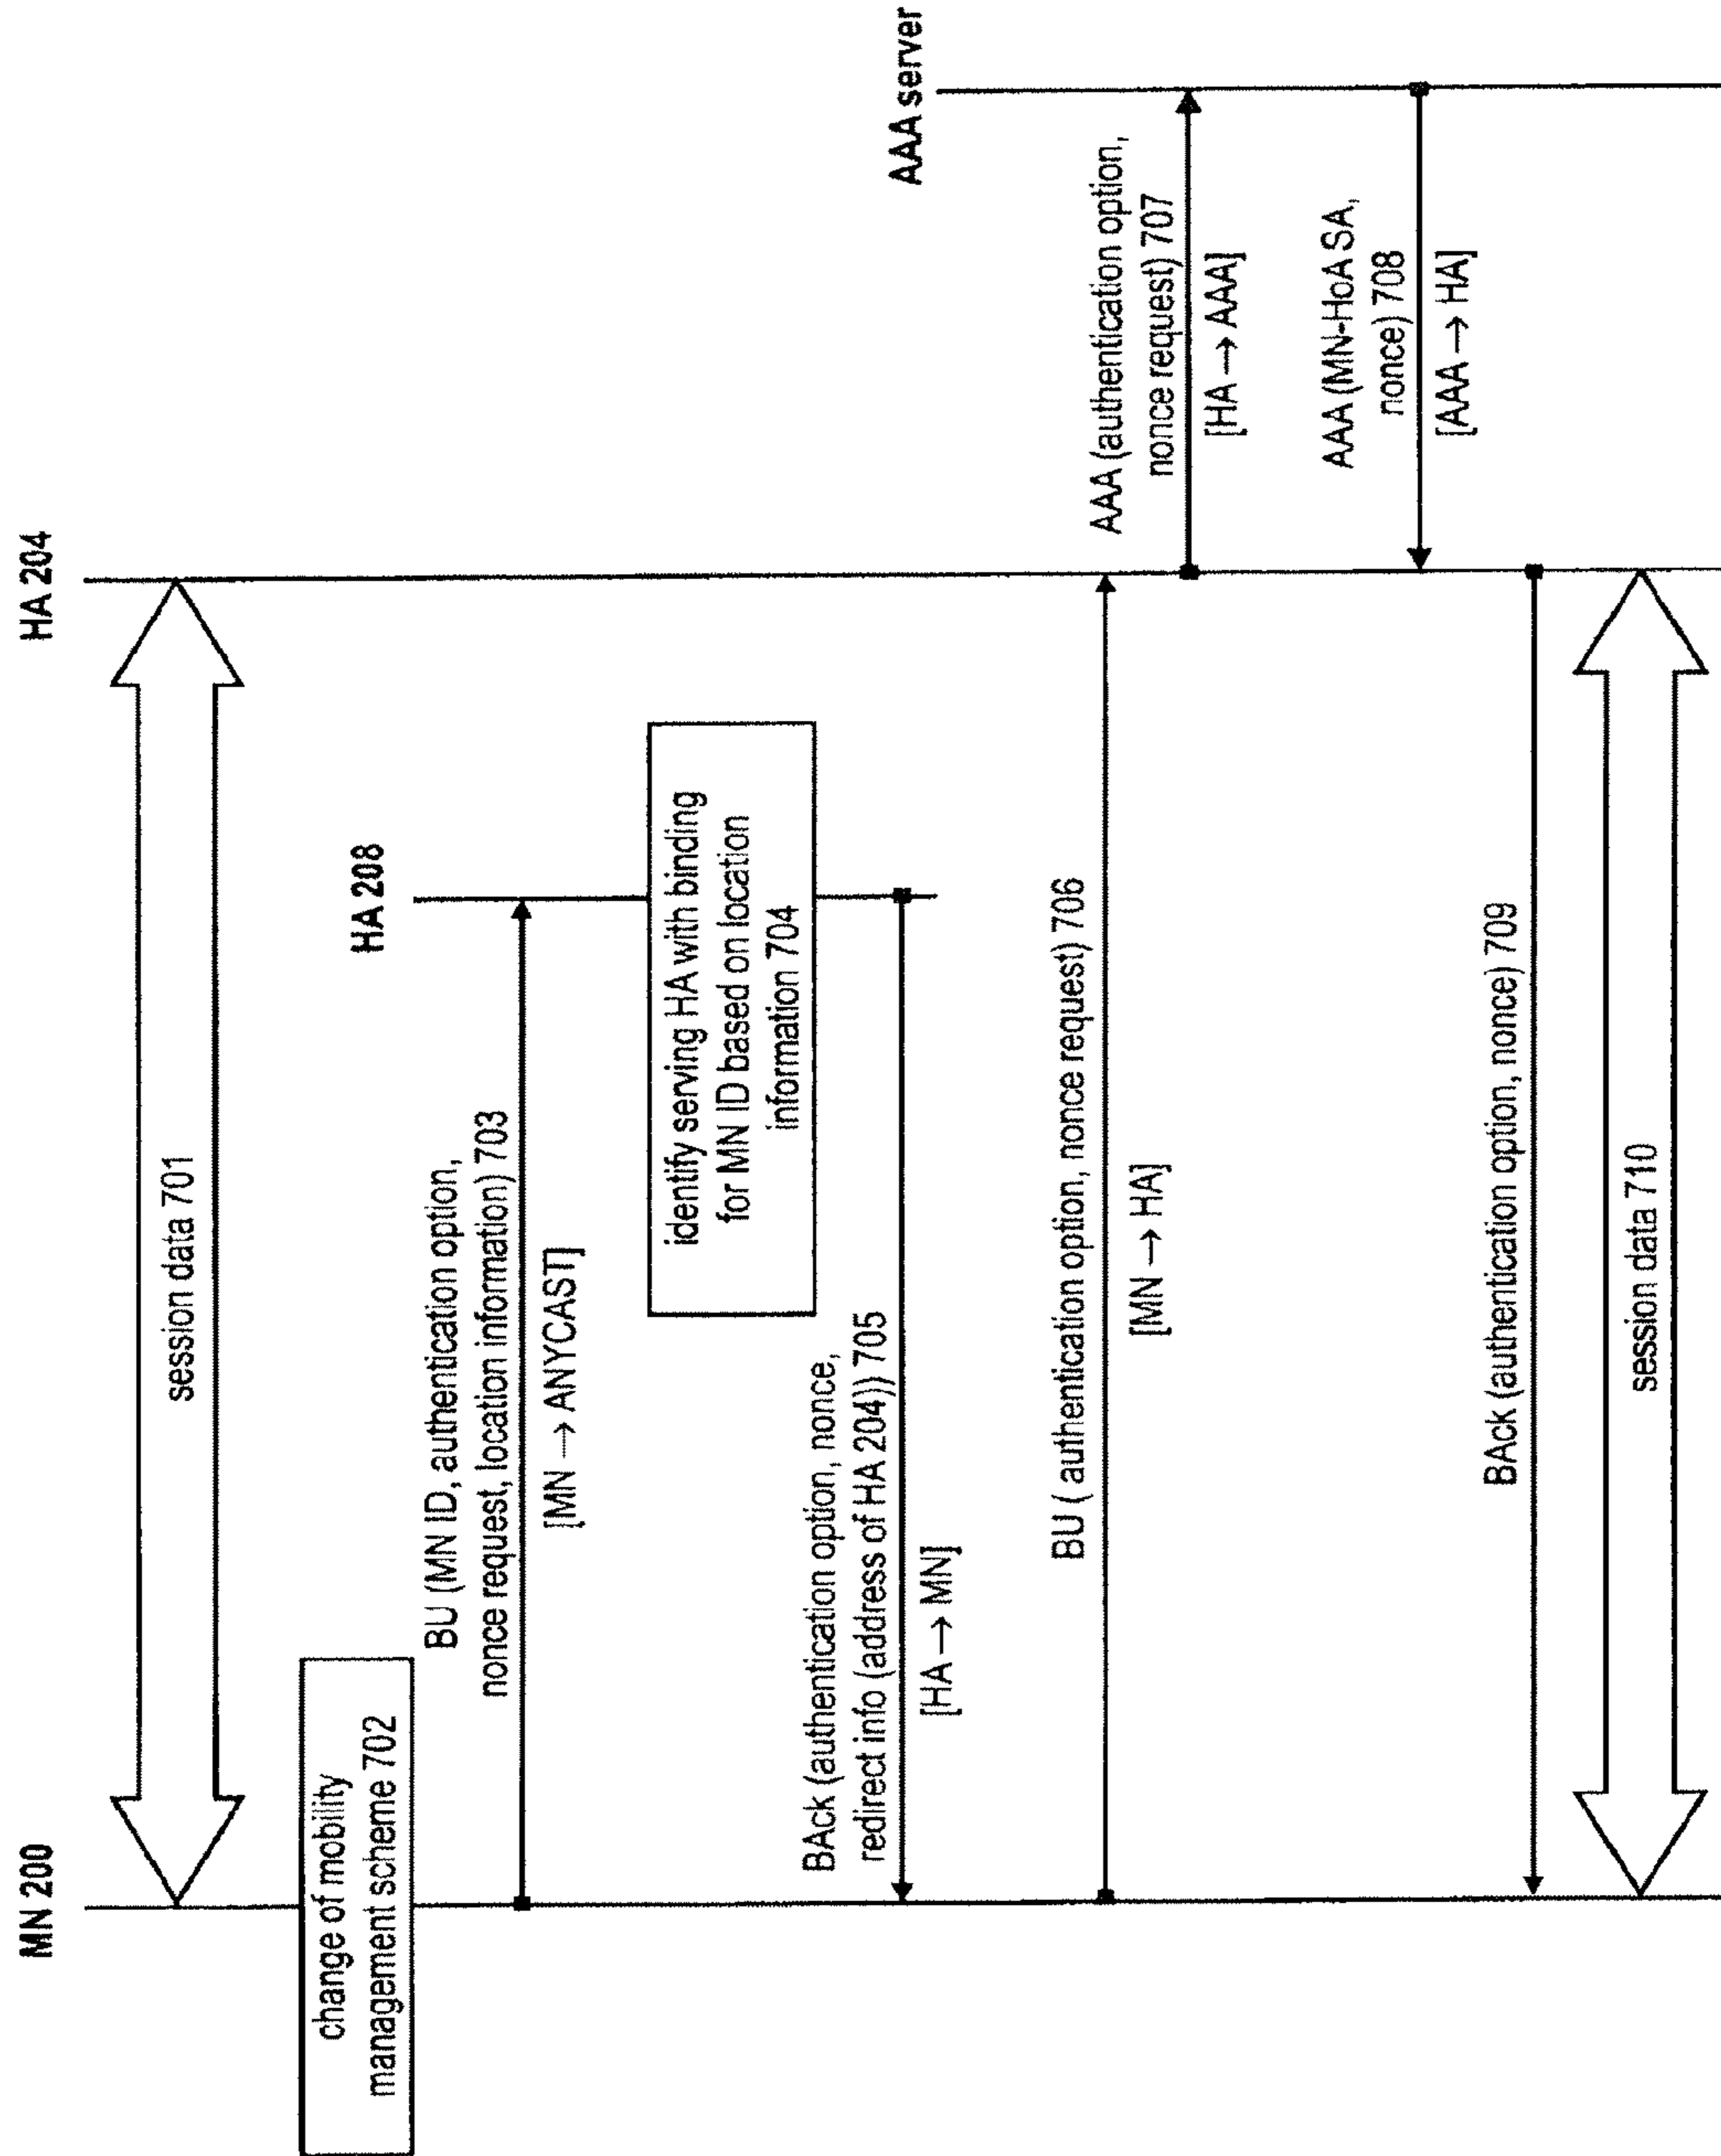 MN 200
HA 204
session data 701
change of mobility
management scheme 702
HA 208
BU (MN ID, authentication option,
nonce request, location information) 703
[MN → ANYCAST]
identify serving HA with binding
for MN ID based on location
information 704
BAck (authentication option, nonce,
redirect info (address of HA 204)) 705
[HA → MN]
AAA server
BU ( authentication option, nonce request) 706
[MN → HA]
AAA (authentication option,
nonce request) 707
[HA → AAA]
AAA (MN-HoA SA,
nonce) 708
[AAA → HA]
BAck (authentication option, nonce) 709
session data 710